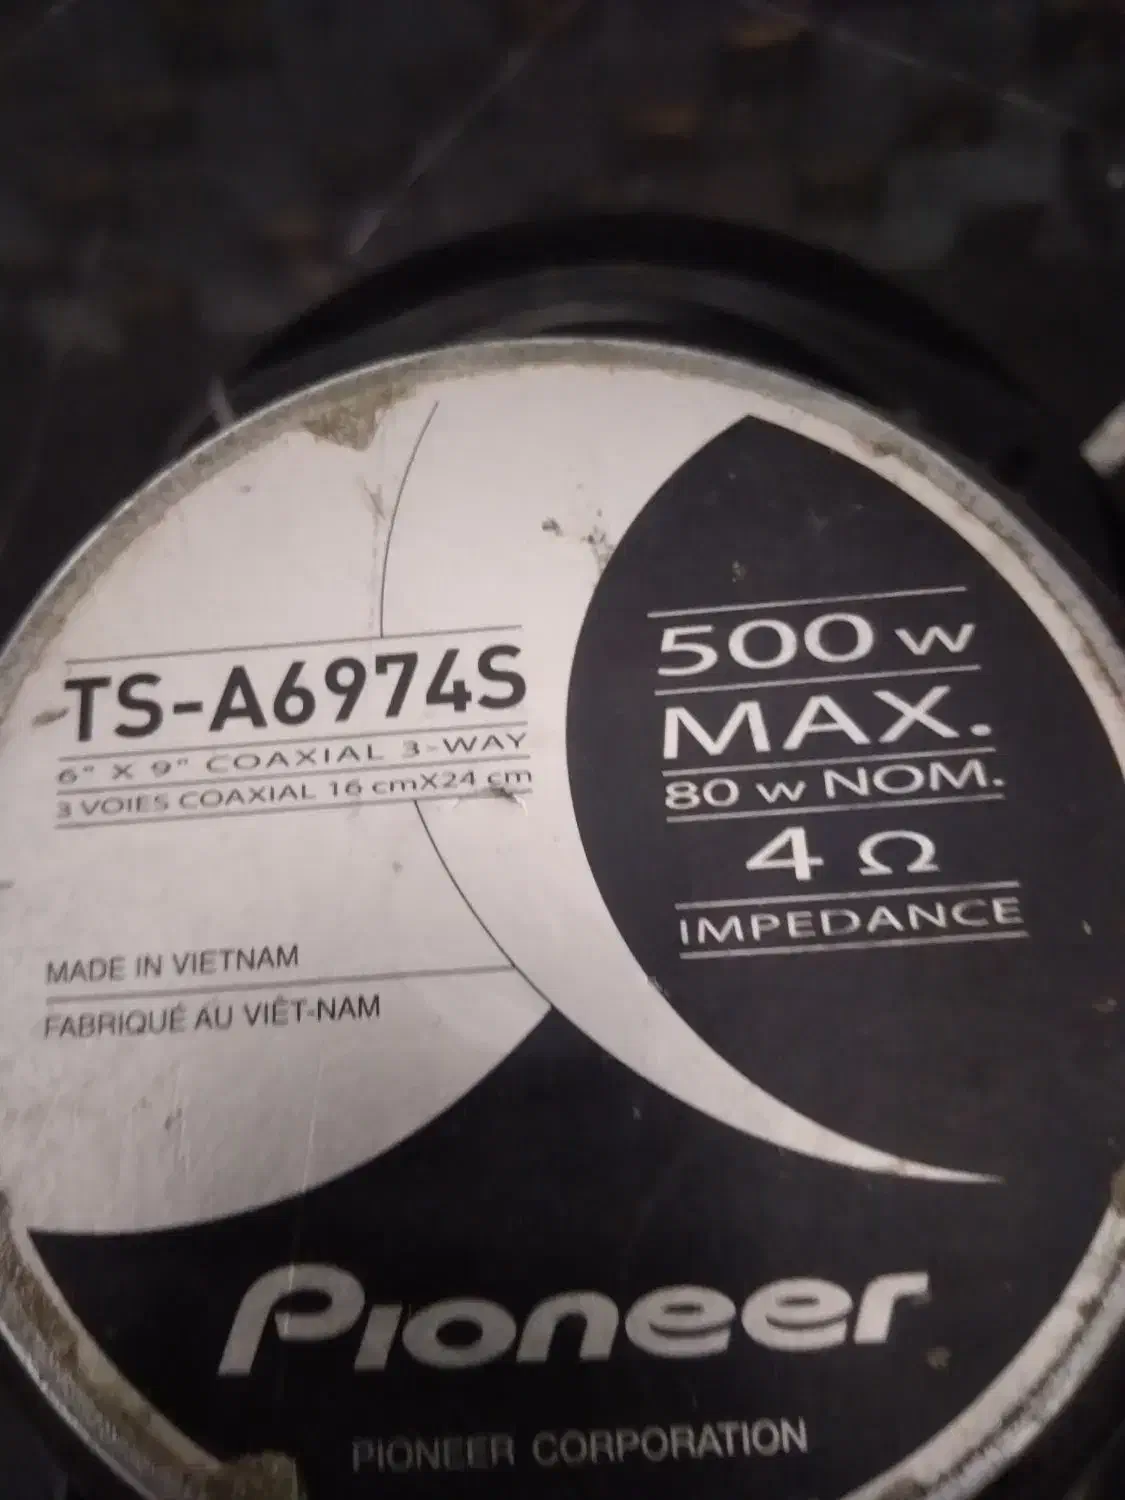 TS-A6974S
6" X 9" COAXIAL 3-WAY
3 VOIES COAXIAL 16 cmX24 cm
MADE IN VIETNAM
FABRIQUÉ AU VIÊT-NAM
500 w
MAX.
80 w NOM.
4 Ω
IMPEDANCE
Pioneer
PIONEER CORPORATION